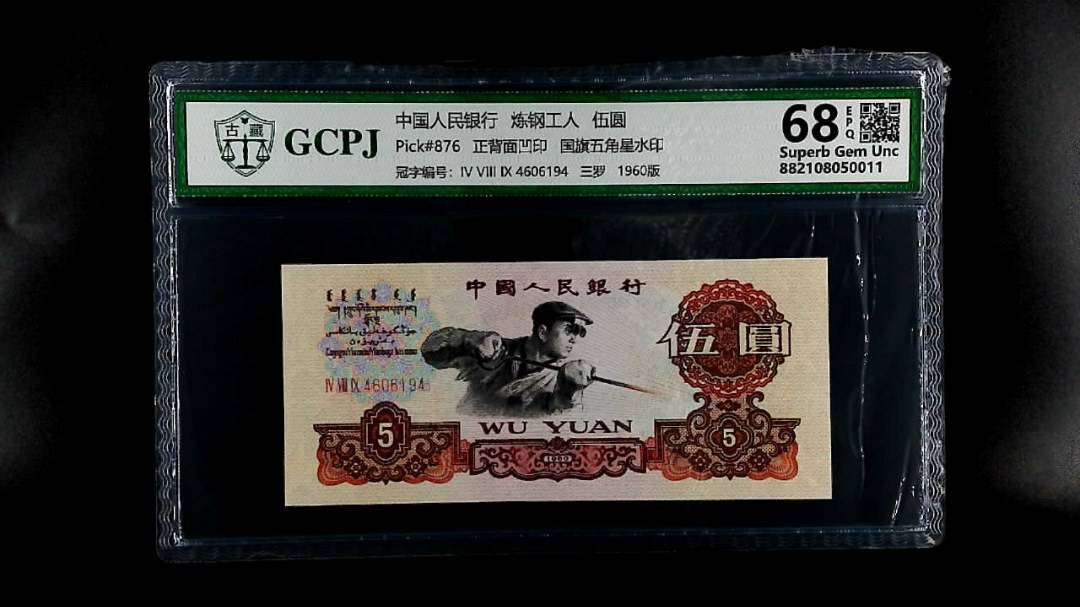 古藏
GCPJ
中国人民银行 炼钢工人 伍圆
Pick#876 正背面凹印 国旗五角星水印
冠字编号: IV VIII IX 4606194 三罗 1960版
68
EPQ
Superb Gem Unc
882108050011
中國人民銀行
伍圓
IV VIII IX 4606194
5
WU YUAN
1960
5